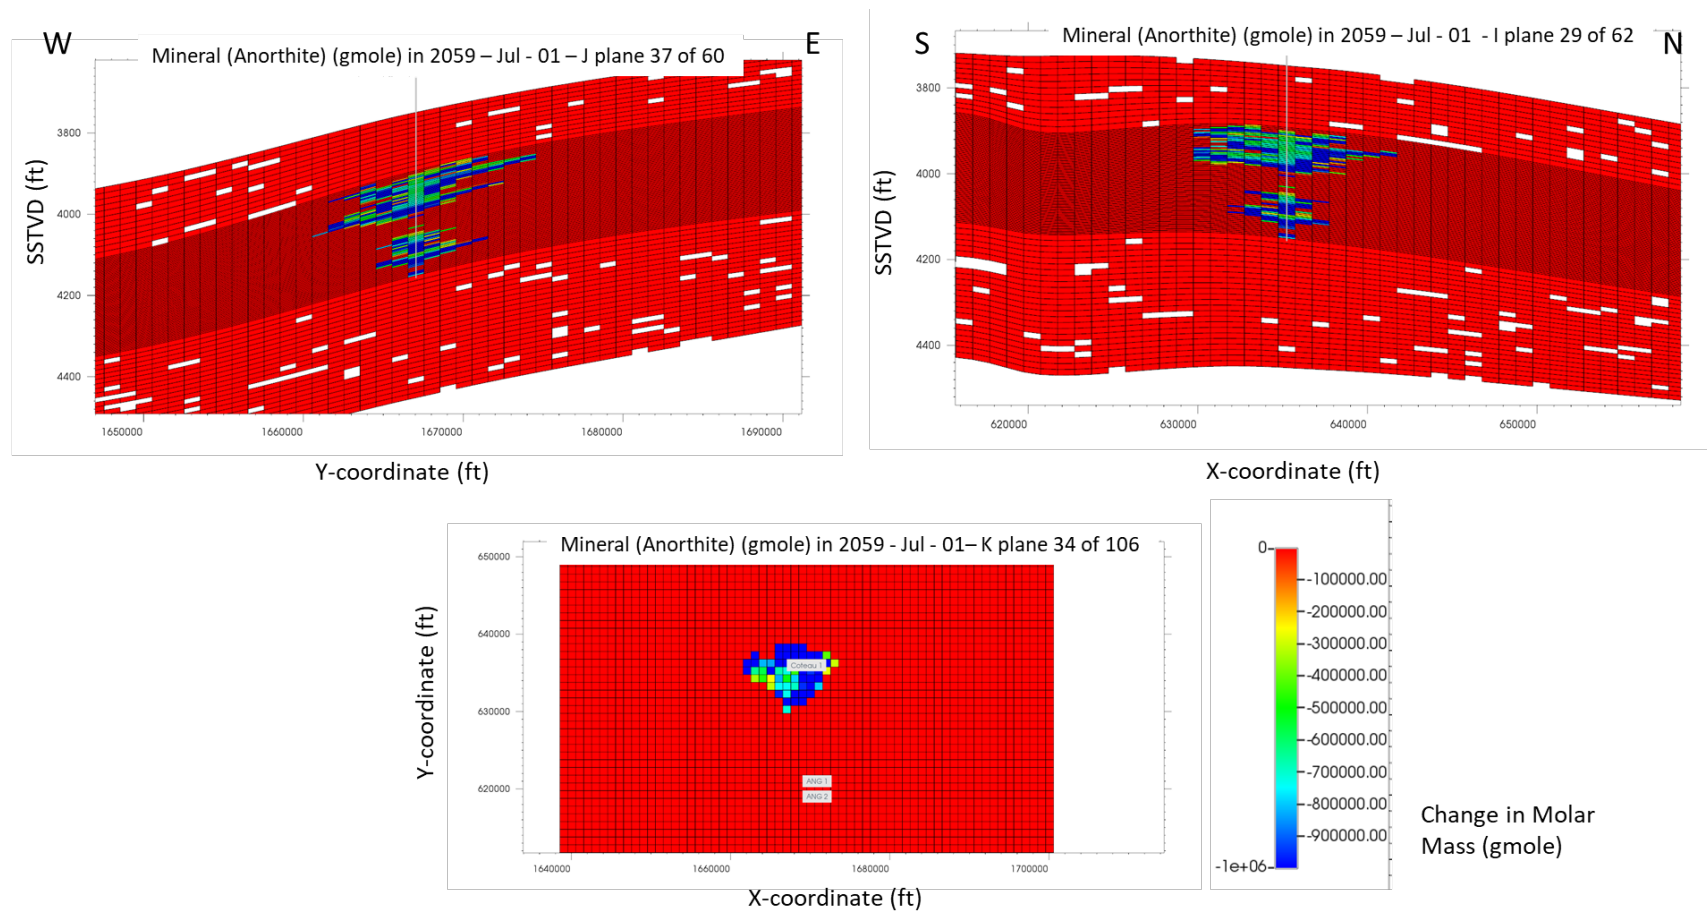 W
Mineral (Anorthite) (gmole) in 2059 – Jul - 01 – J plane 37 of 60
E
3800
4000
4200
4400
SSTVD (ft)
1650000
1660000
1670000
1680000
1690000
Y-coordinate (ft)
S
Mineral (Anorthite) (gmole) in 2059 – Jul - 01 - I plane 29 of 62
N
3800
4000
4200
4400
SSTVD (ft)
620000
630000
640000
650000
X-coordinate (ft)
Mineral (Anorthite) (gmole) in 2059 - Jul - 01– K plane 34 of 106
650000
640000
630000
620000
Y-coordinate (ft)
Coteau 1
ANG 1
ANG 2
1640000
1660000
1680000
1700000
X-coordinate (ft)
0
-100000.00
-200000.00
-300000.00
-400000.00
-500000.00
-600000.00
-700000.00
-800000.00
-900000.00
-1e+06
Change in Molar
Mass (gmole)